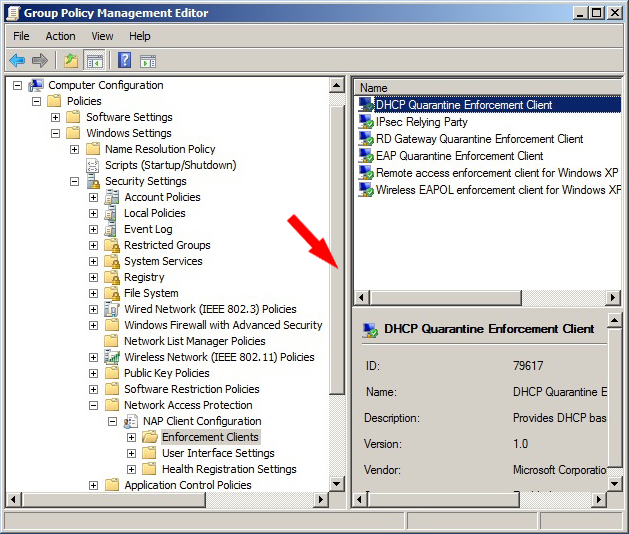 Group Policy Management Editor
File Action View Help
Computer Configuration
Policies
Software Settings
Windows Settings
Name Resolution Policy
Scripts (Startup/Shutdown)
Security Settings
Account Policies
Local Policies
Event Log
Restricted Groups
System Services
Registry
File System
Wired Network (IEEE 802.3) Policies
Windows Firewall with Advanced Security
Network List Manager Policies
Wireless Network (IEEE 802.11) Policies
Public Key Policies
Software Restriction Policies
Network Access Protection
NAP Client Configuration
Enforcement Clients
User Interface Settings
Health Registration Settings
Application Control Policies
Name
DHCP Quarantine Enforcement Client
IPsec Relying Party
RD Gateway Quarantine Enforcement Client
EAP Quarantine Enforcement Client
Remote access enforcement client for Windows XP
Wireless EAPOL enforcement client for Windows XP
DHCP Quarantine Enforcement Client
ID: 79617
Name: DHCP Quarantine E
Description: Provides DHCP bas
Version: 1.0
Vendor: Microsoft Corporatio